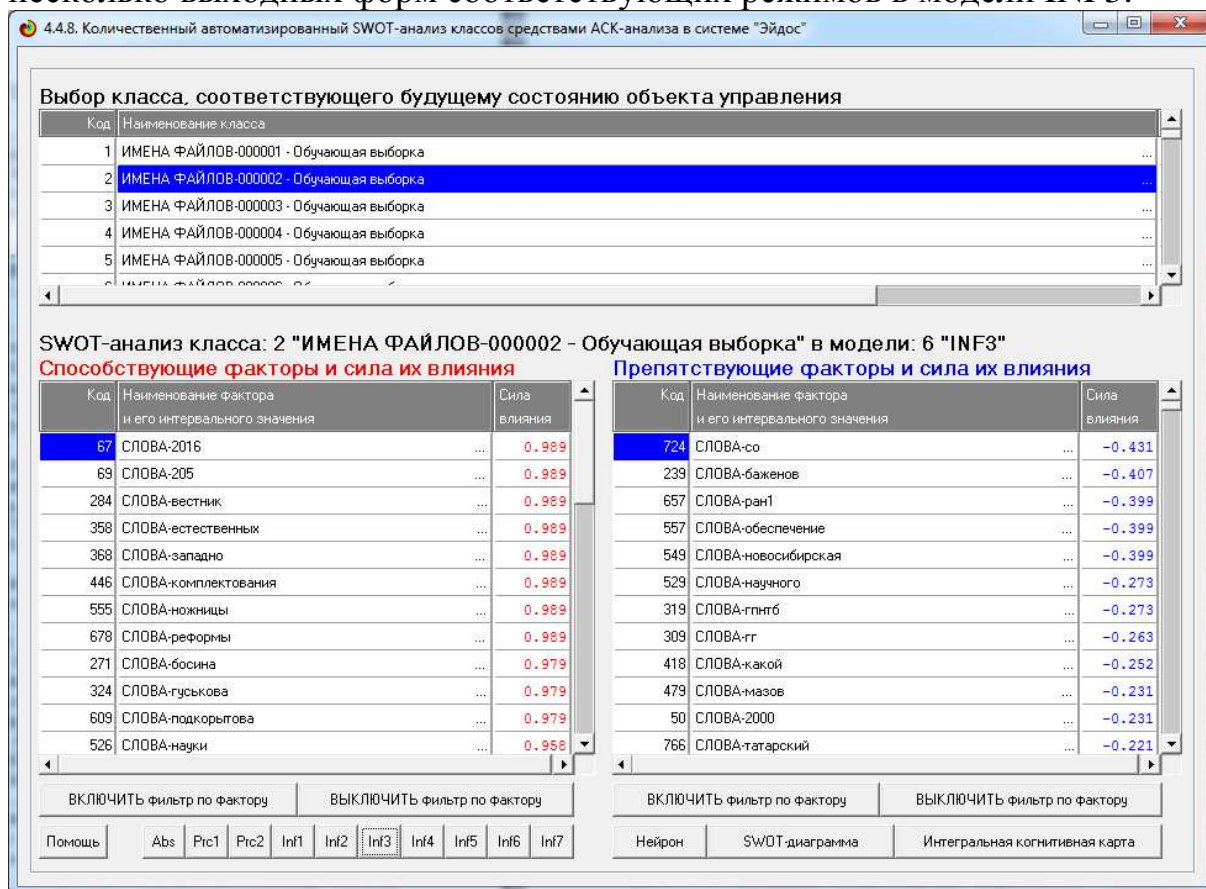 несколько выходных форм соответствующих режимов в модели INF3:
4.4.8. Количественный автоматизированный SWOT-анализ классов средствами АСК-анализа в системе "Эйдос"
Выбор класса, соответствующего будущему состоянию объекта управления
Код Наименование класса
1 ИМЕНА ФАЙЛОВ-000001 - Обучающая выборка ...
2 ИМЕНА ФАЙЛОВ-000002 - Обучающая выборка ...
3 ИМЕНА ФАЙЛОВ-000003 - Обучающая выборка ...
4 ИМЕНА ФАЙЛОВ-000004 - Обучающая выборка ...
5 ИМЕНА ФАЙЛОВ-000005 - Обучающая выборка ...
SWOT-анализ класса: 2 "ИМЕНА ФАЙЛОВ-000002 - Обучающая выборка" в модели: 6 "INF3"
Способствующие факторы и сила их влияния
Код Наименование фактора и его интервального значения Сила влияния
67 СЛОВА-2016 ... 0.989
69 СЛОВА-205 ... 0.989
284 СЛОВА-вестник ... 0.989
358 СЛОВА-естественных ... 0.989
368 СЛОВА-западно ... 0.989
446 СЛОВА-комплектования ... 0.989
555 СЛОВА-ножницы ... 0.989
678 СЛОВА-реформы ... 0.989
271 СЛОВА-босина ... 0.979
324 СЛОВА-гуськова ... 0.979
609 СЛОВА-подкорытова ... 0.979
526 СЛОВА-науки ... 0.958
ВКЛЮЧИТЬ фильтр по фактору ВЫКЛЮЧИТЬ фильтр по фактору
Помощь Abs Prc1 Prc2 Inf1 Inf2 Inf3 Inf4 Inf5 Inf6 Inf7
Препятствующие факторы и сила их влияния
Код Наименование фактора и его интервального значения Сила влияния
724 СЛОВА-со ... -0.431
239 СЛОВА-баженов ... -0.407
657 СЛОВА-ран1 ... -0.399
557 СЛОВА-обеспечение ... -0.399
549 СЛОВА-новосибирская ... -0.399
529 СЛОВА-научного ... -0.273
319 СЛОВА-гпнтб ... -0.273
309 СЛОВА-гг ... -0.263
418 СЛОВА-какой ... -0.252
479 СЛОВА-мазов ... -0.231
50 СЛОВА-2000 ... -0.231
766 СЛОВА-татарский ... -0.221
ВКЛЮЧИТЬ фильтр по фактору ВЫКЛЮЧИТЬ фильтр по фактору
Нейрон SWOT-диаграмма Интегральная когнитивная карта